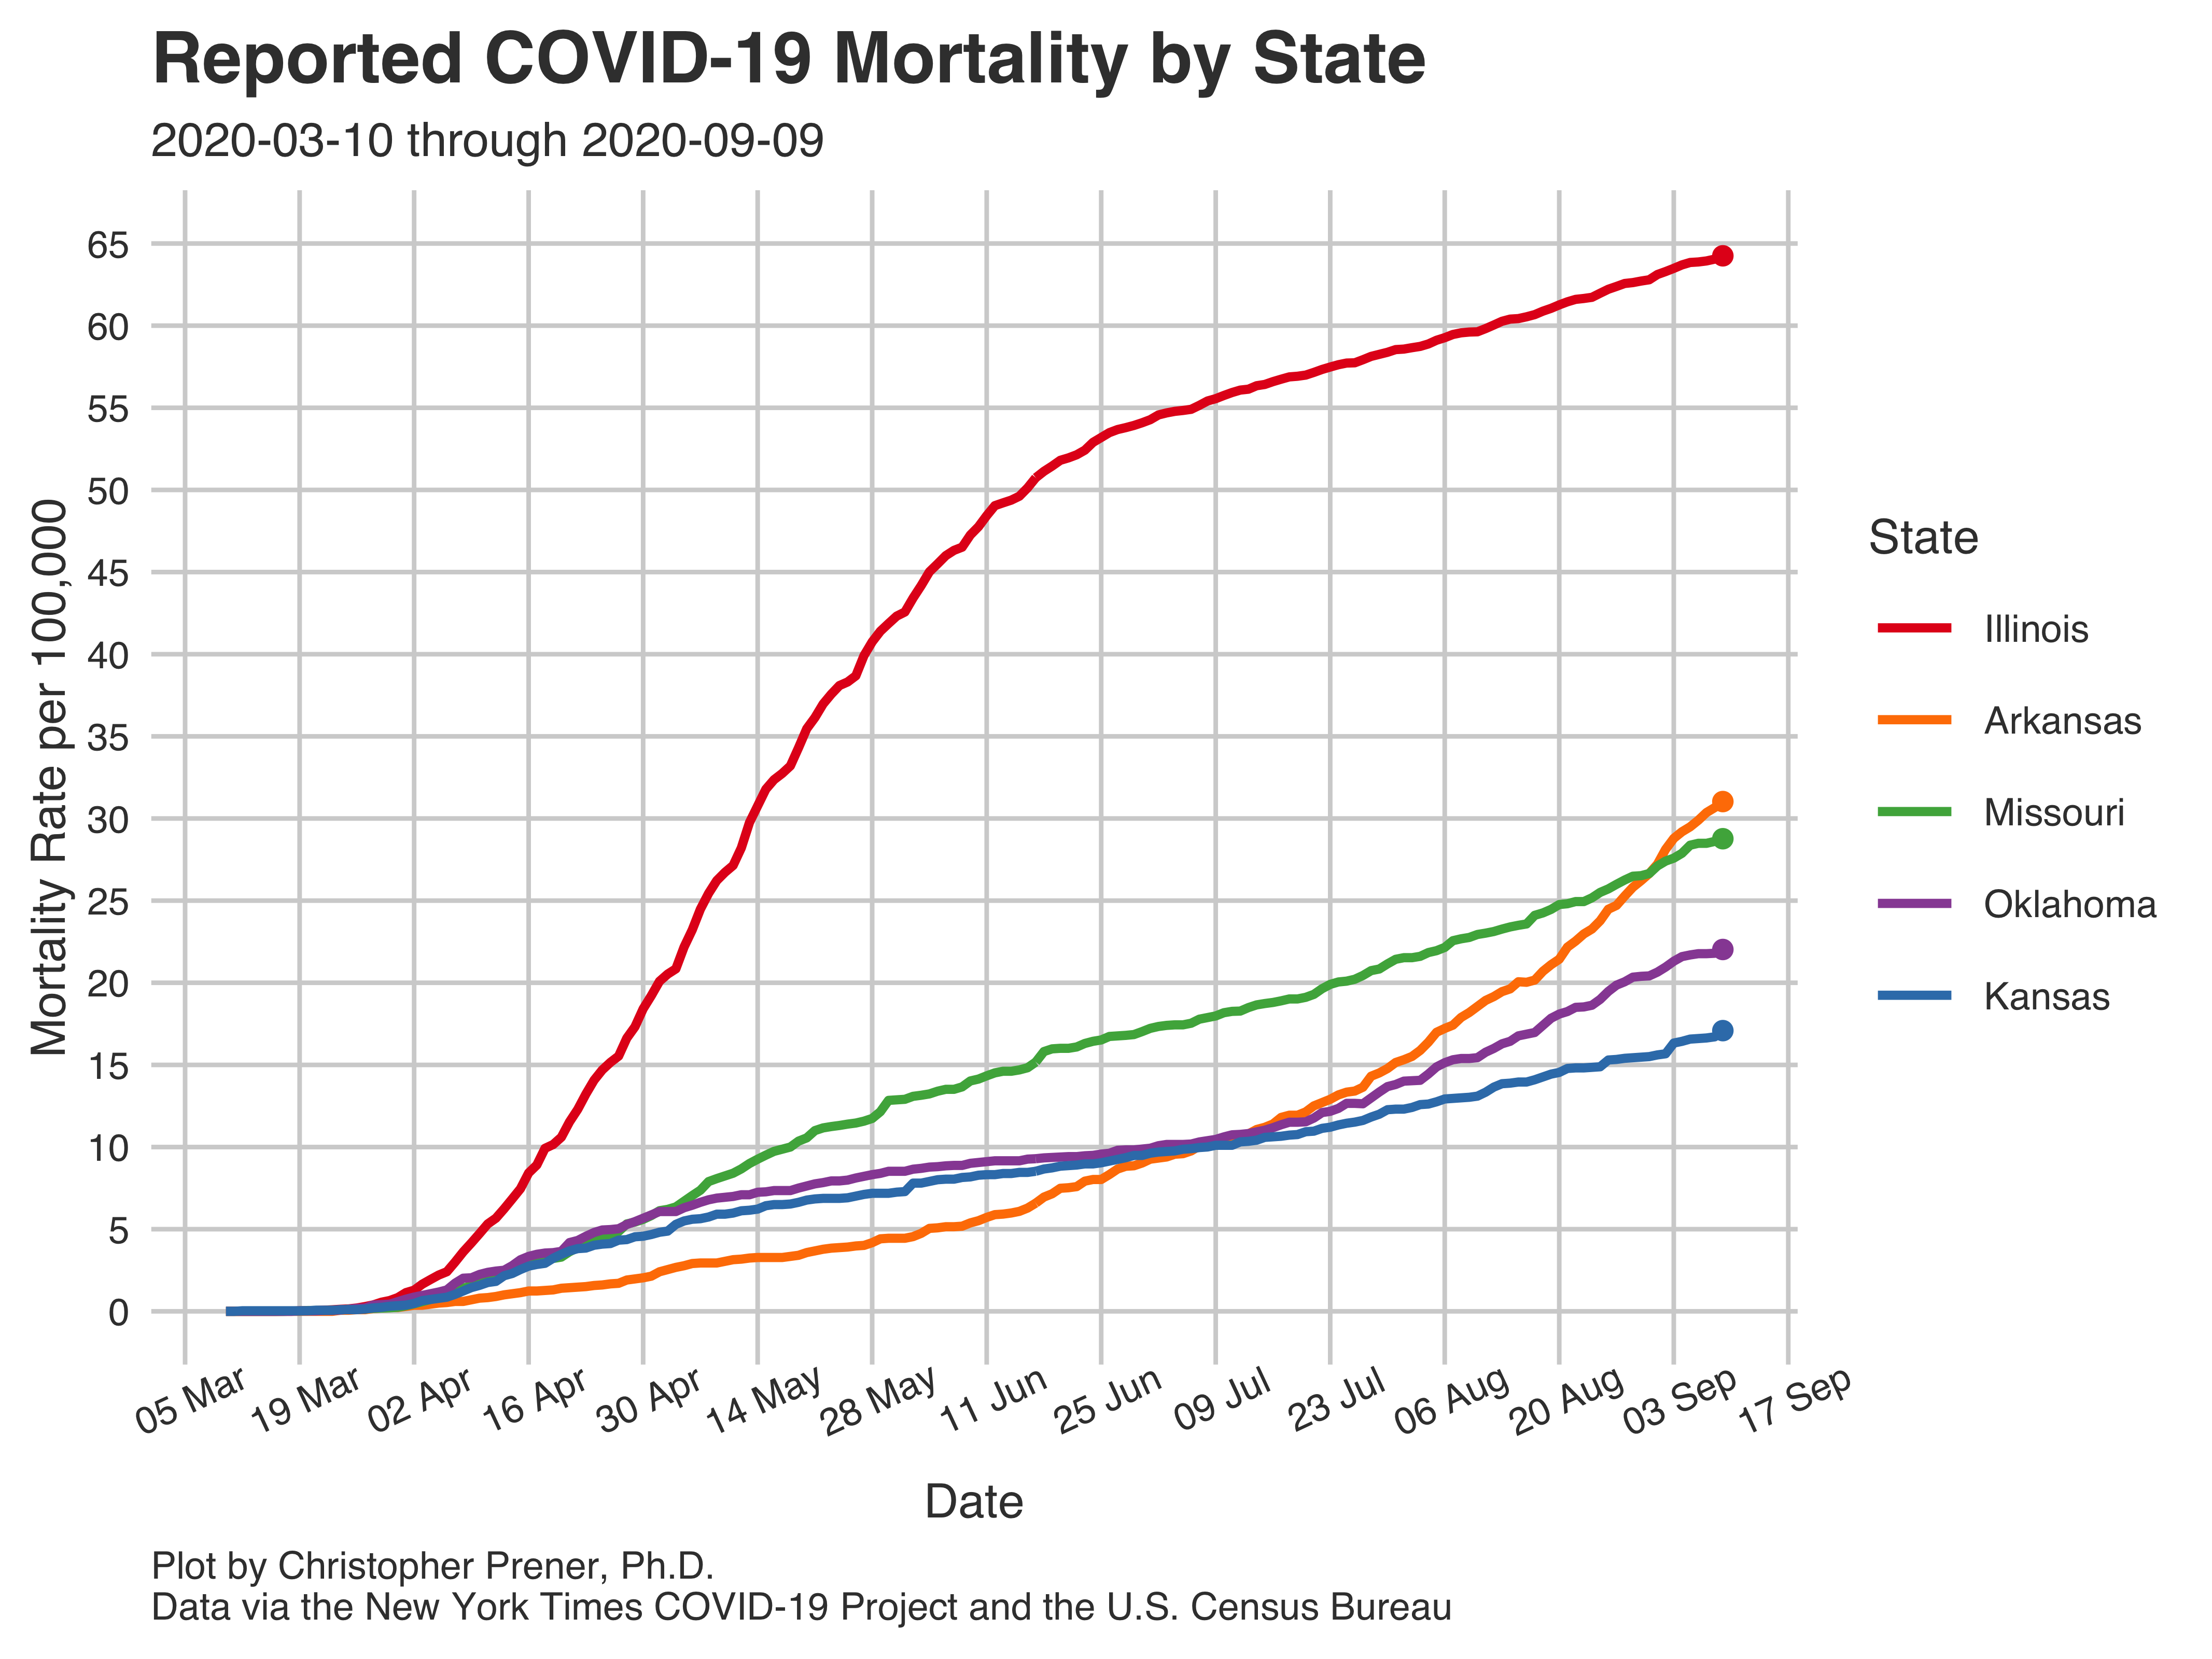 Reported COVID-19 Mortality by State
2020-03-10 through 2020-09-09
Mortality Rate per 100,000
65
60
55
50
45
40
35
30
25
20
15
10
5
0
05 Mar
19 Mar
02 Apr
16 Apr
30 Apr
14 May
28 May
11 Jun
25 Jun
09 Jul
23 Jul
06 Aug
20 Aug
03 Sep
17 Sep
Date
State
Illinois
Arkansas
Missouri
Oklahoma
Kansas
Plot by Christopher Prener, Ph.D.
Data via the New York Times COVID-19 Project and the U.S. Census Bureau